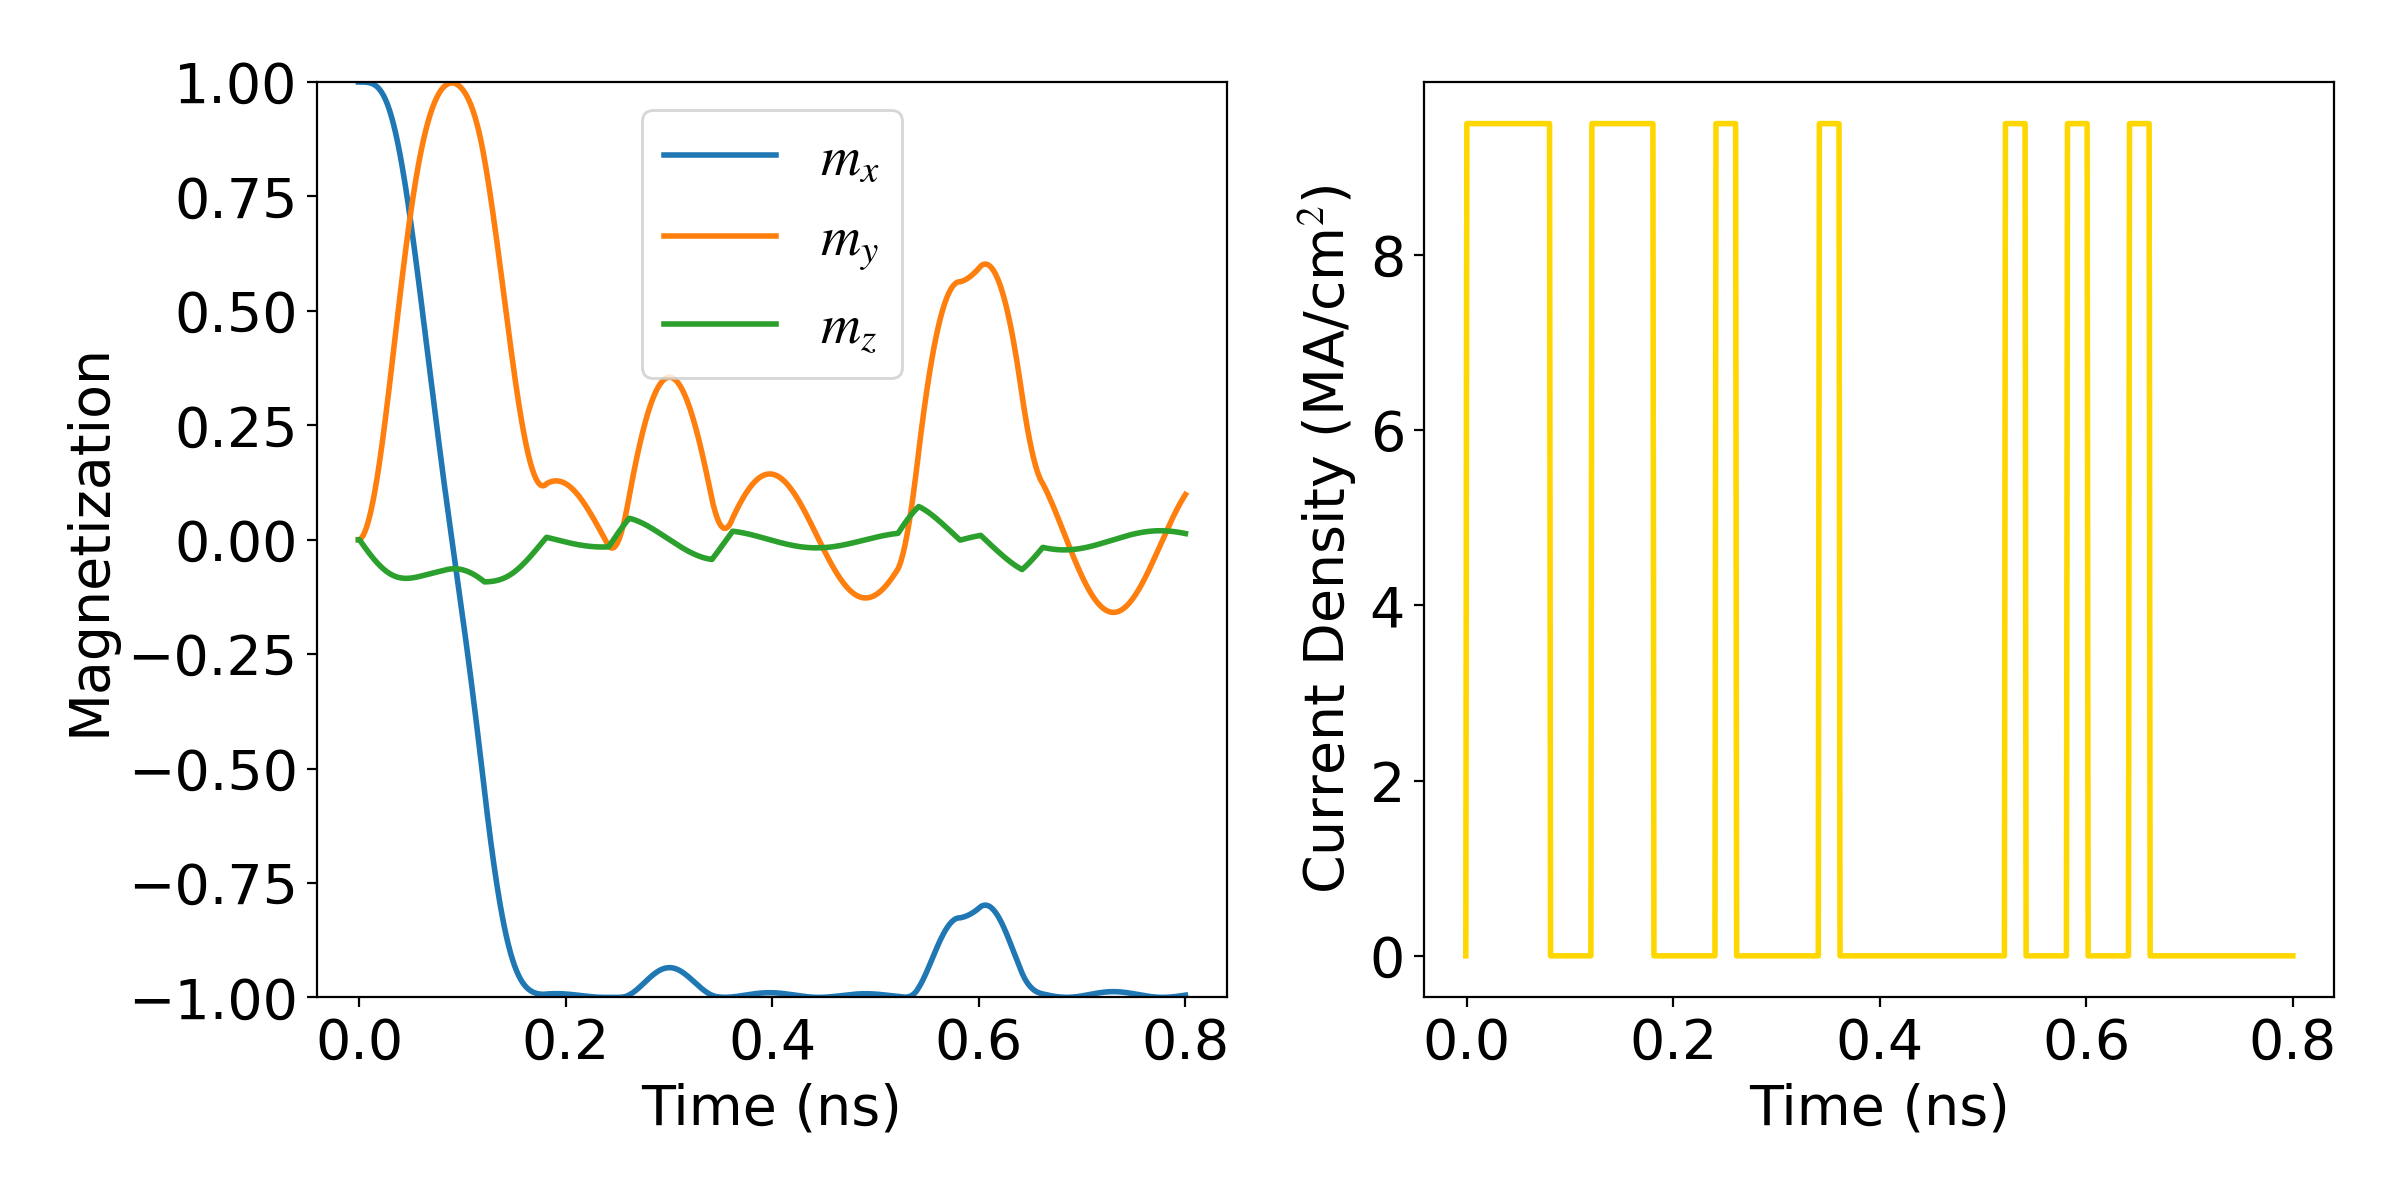 Magnetization
1.00
0.75
0.50
0.25
0.00
−0.25
−0.50
−0.75
−1.00
0.0 0.2 0.4 0.6 0.8
Time (ns)
mₓ
m_y
m_z
Current Density (MA/cm²)
8
6
4
2
0
0.0 0.2 0.4 0.6 0.8
Time (ns)